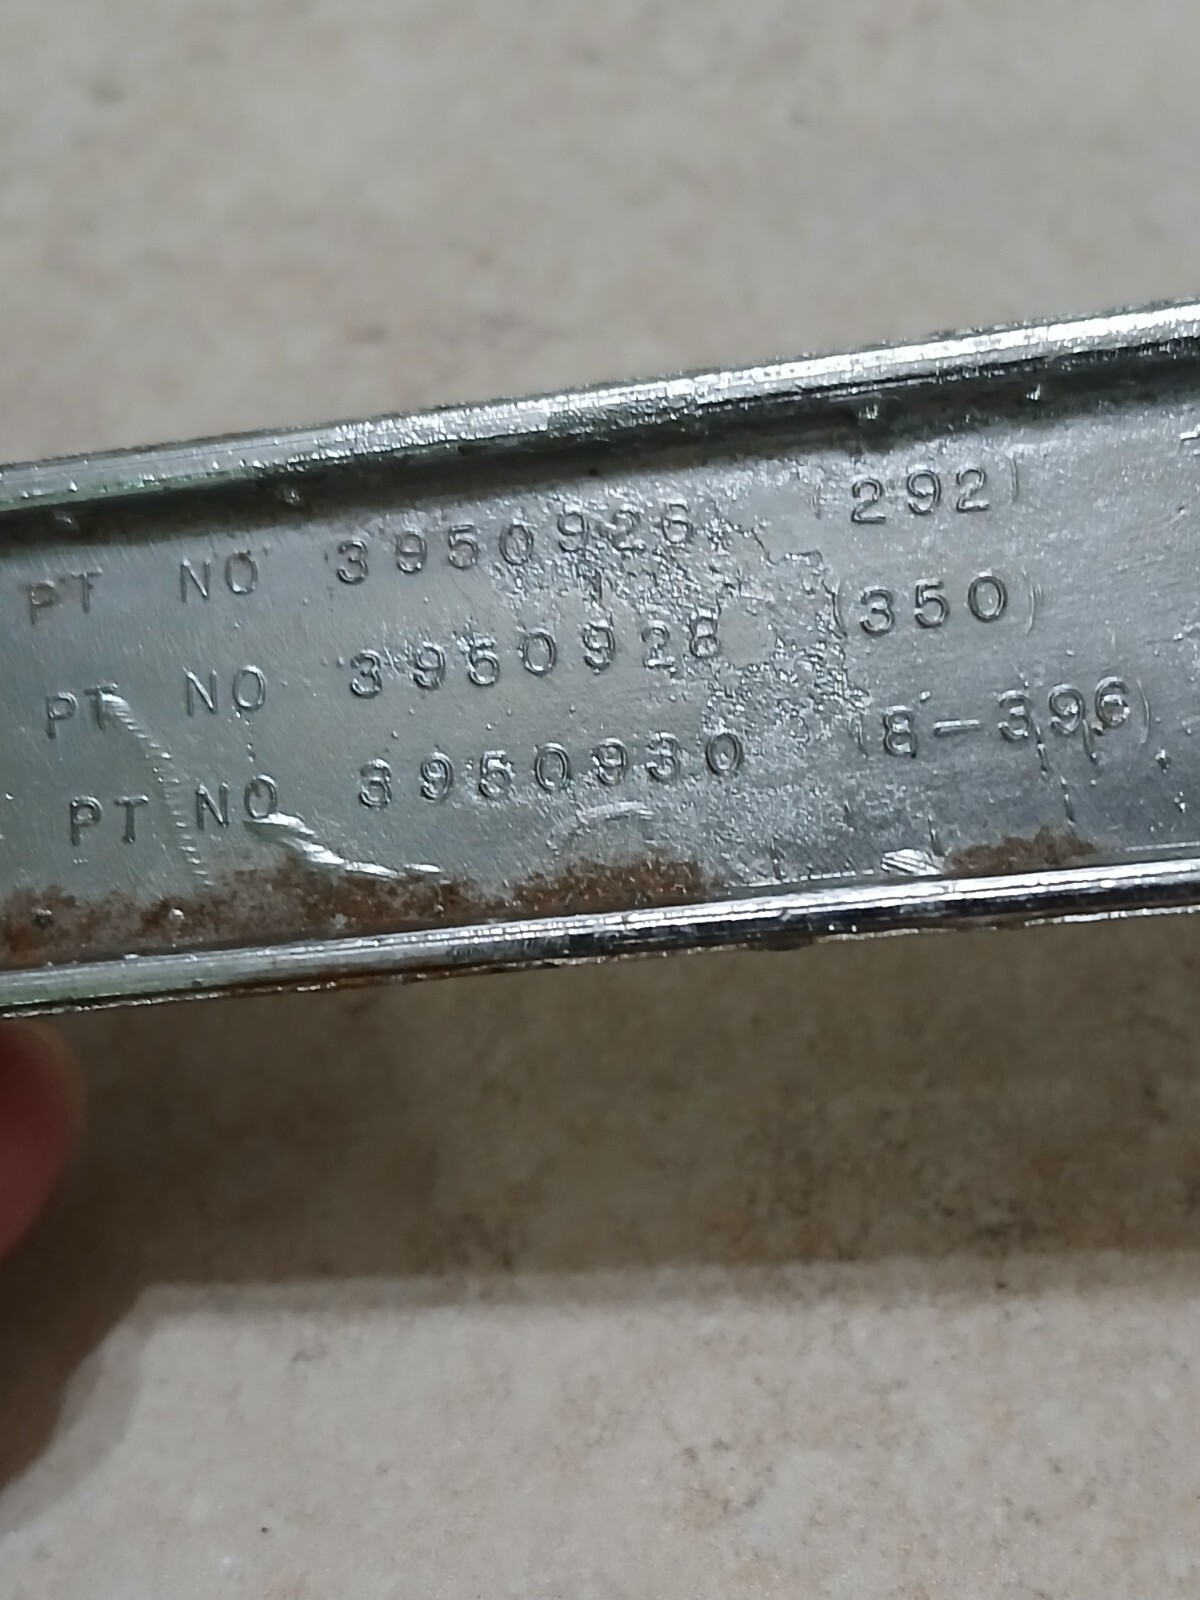 PT NO 3950926 (292)
PT NO 3950928 (350)
PT NO 3950930 (8-396)